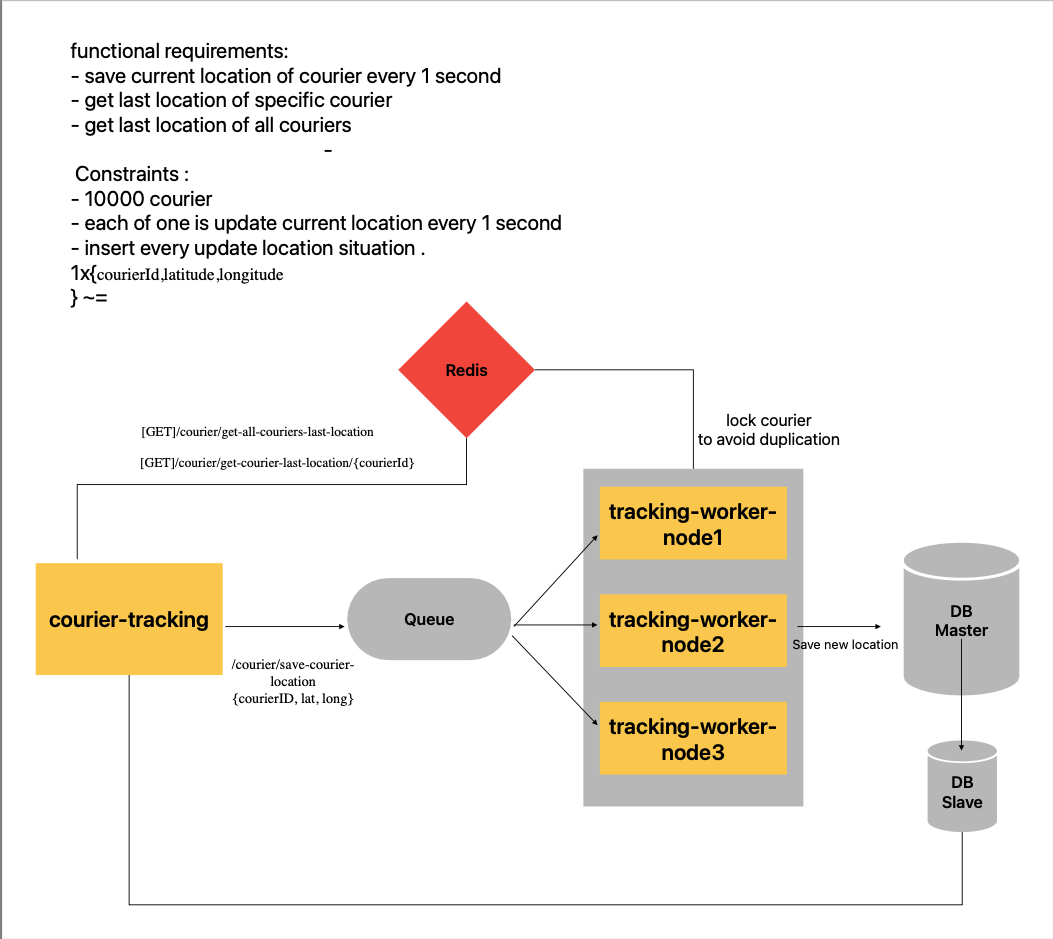 functional requirements:
- save current location of courier every 1 second
- get last location of specific courier
- get last location of all couriers
-
Constraints :
- 10000 courier
- each of one is update current location every 1 second
- insert every update location situation .
1x{courierId,latitude,longitude
} ~=
Redis
[GET]/courier/get-all-couriers-last-location
[GET]/courier/get-courier-last-location/{courierId}
lock courier
to avoid duplication
tracking-worker-
node1
courier-tracking
Queue
/courier/save-courier-
location
{courierID, lat, long}
tracking-worker-
node2
Save new location
DB
Master
tracking-worker-
node3
DB
Slave